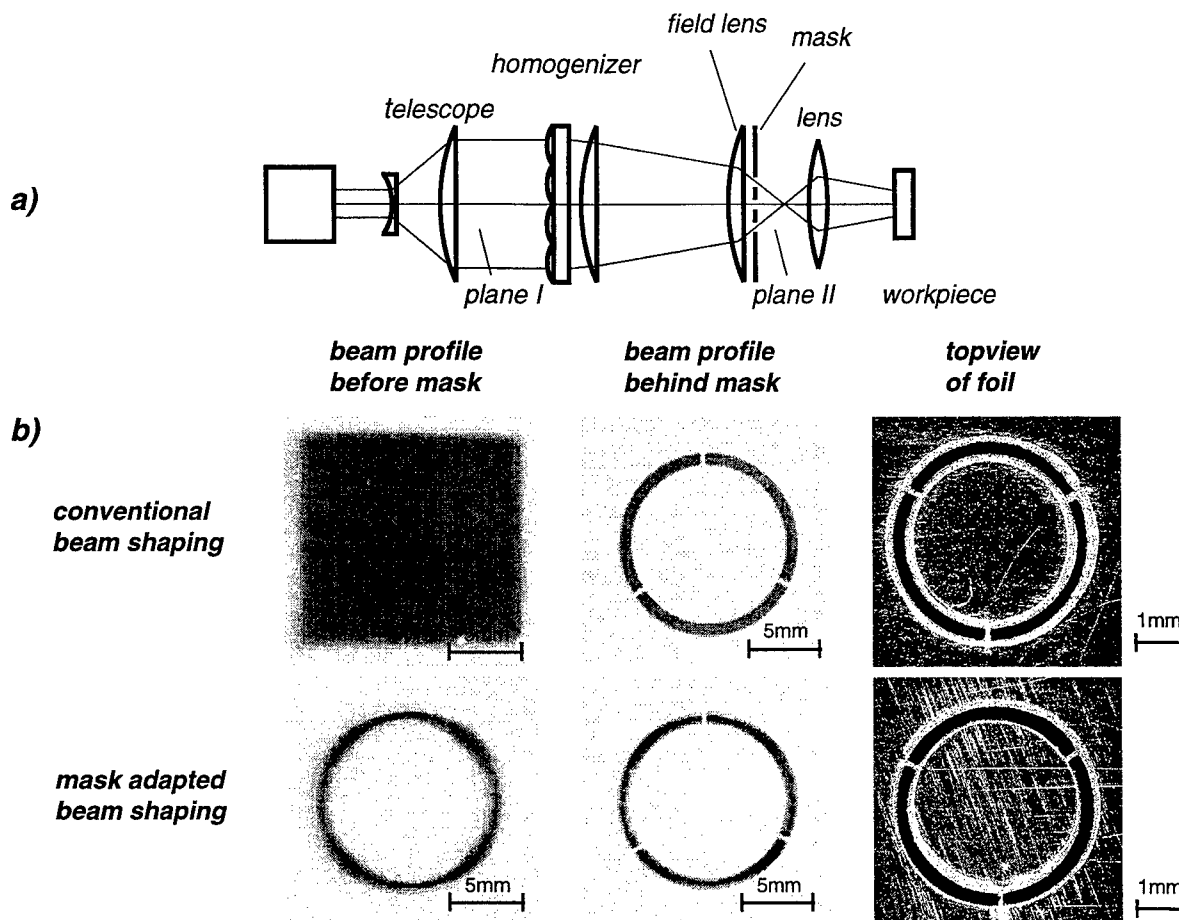 field lens
mask
homogenizer
telescope
lens
a)
plane I
plane II
workpiece
beam profile
before mask
beam profile
behind mask
topview
of foil
b)
conventional
beam shaping
5mm
1mm
mask adapted
beam shaping
5mm
5mm
1mm